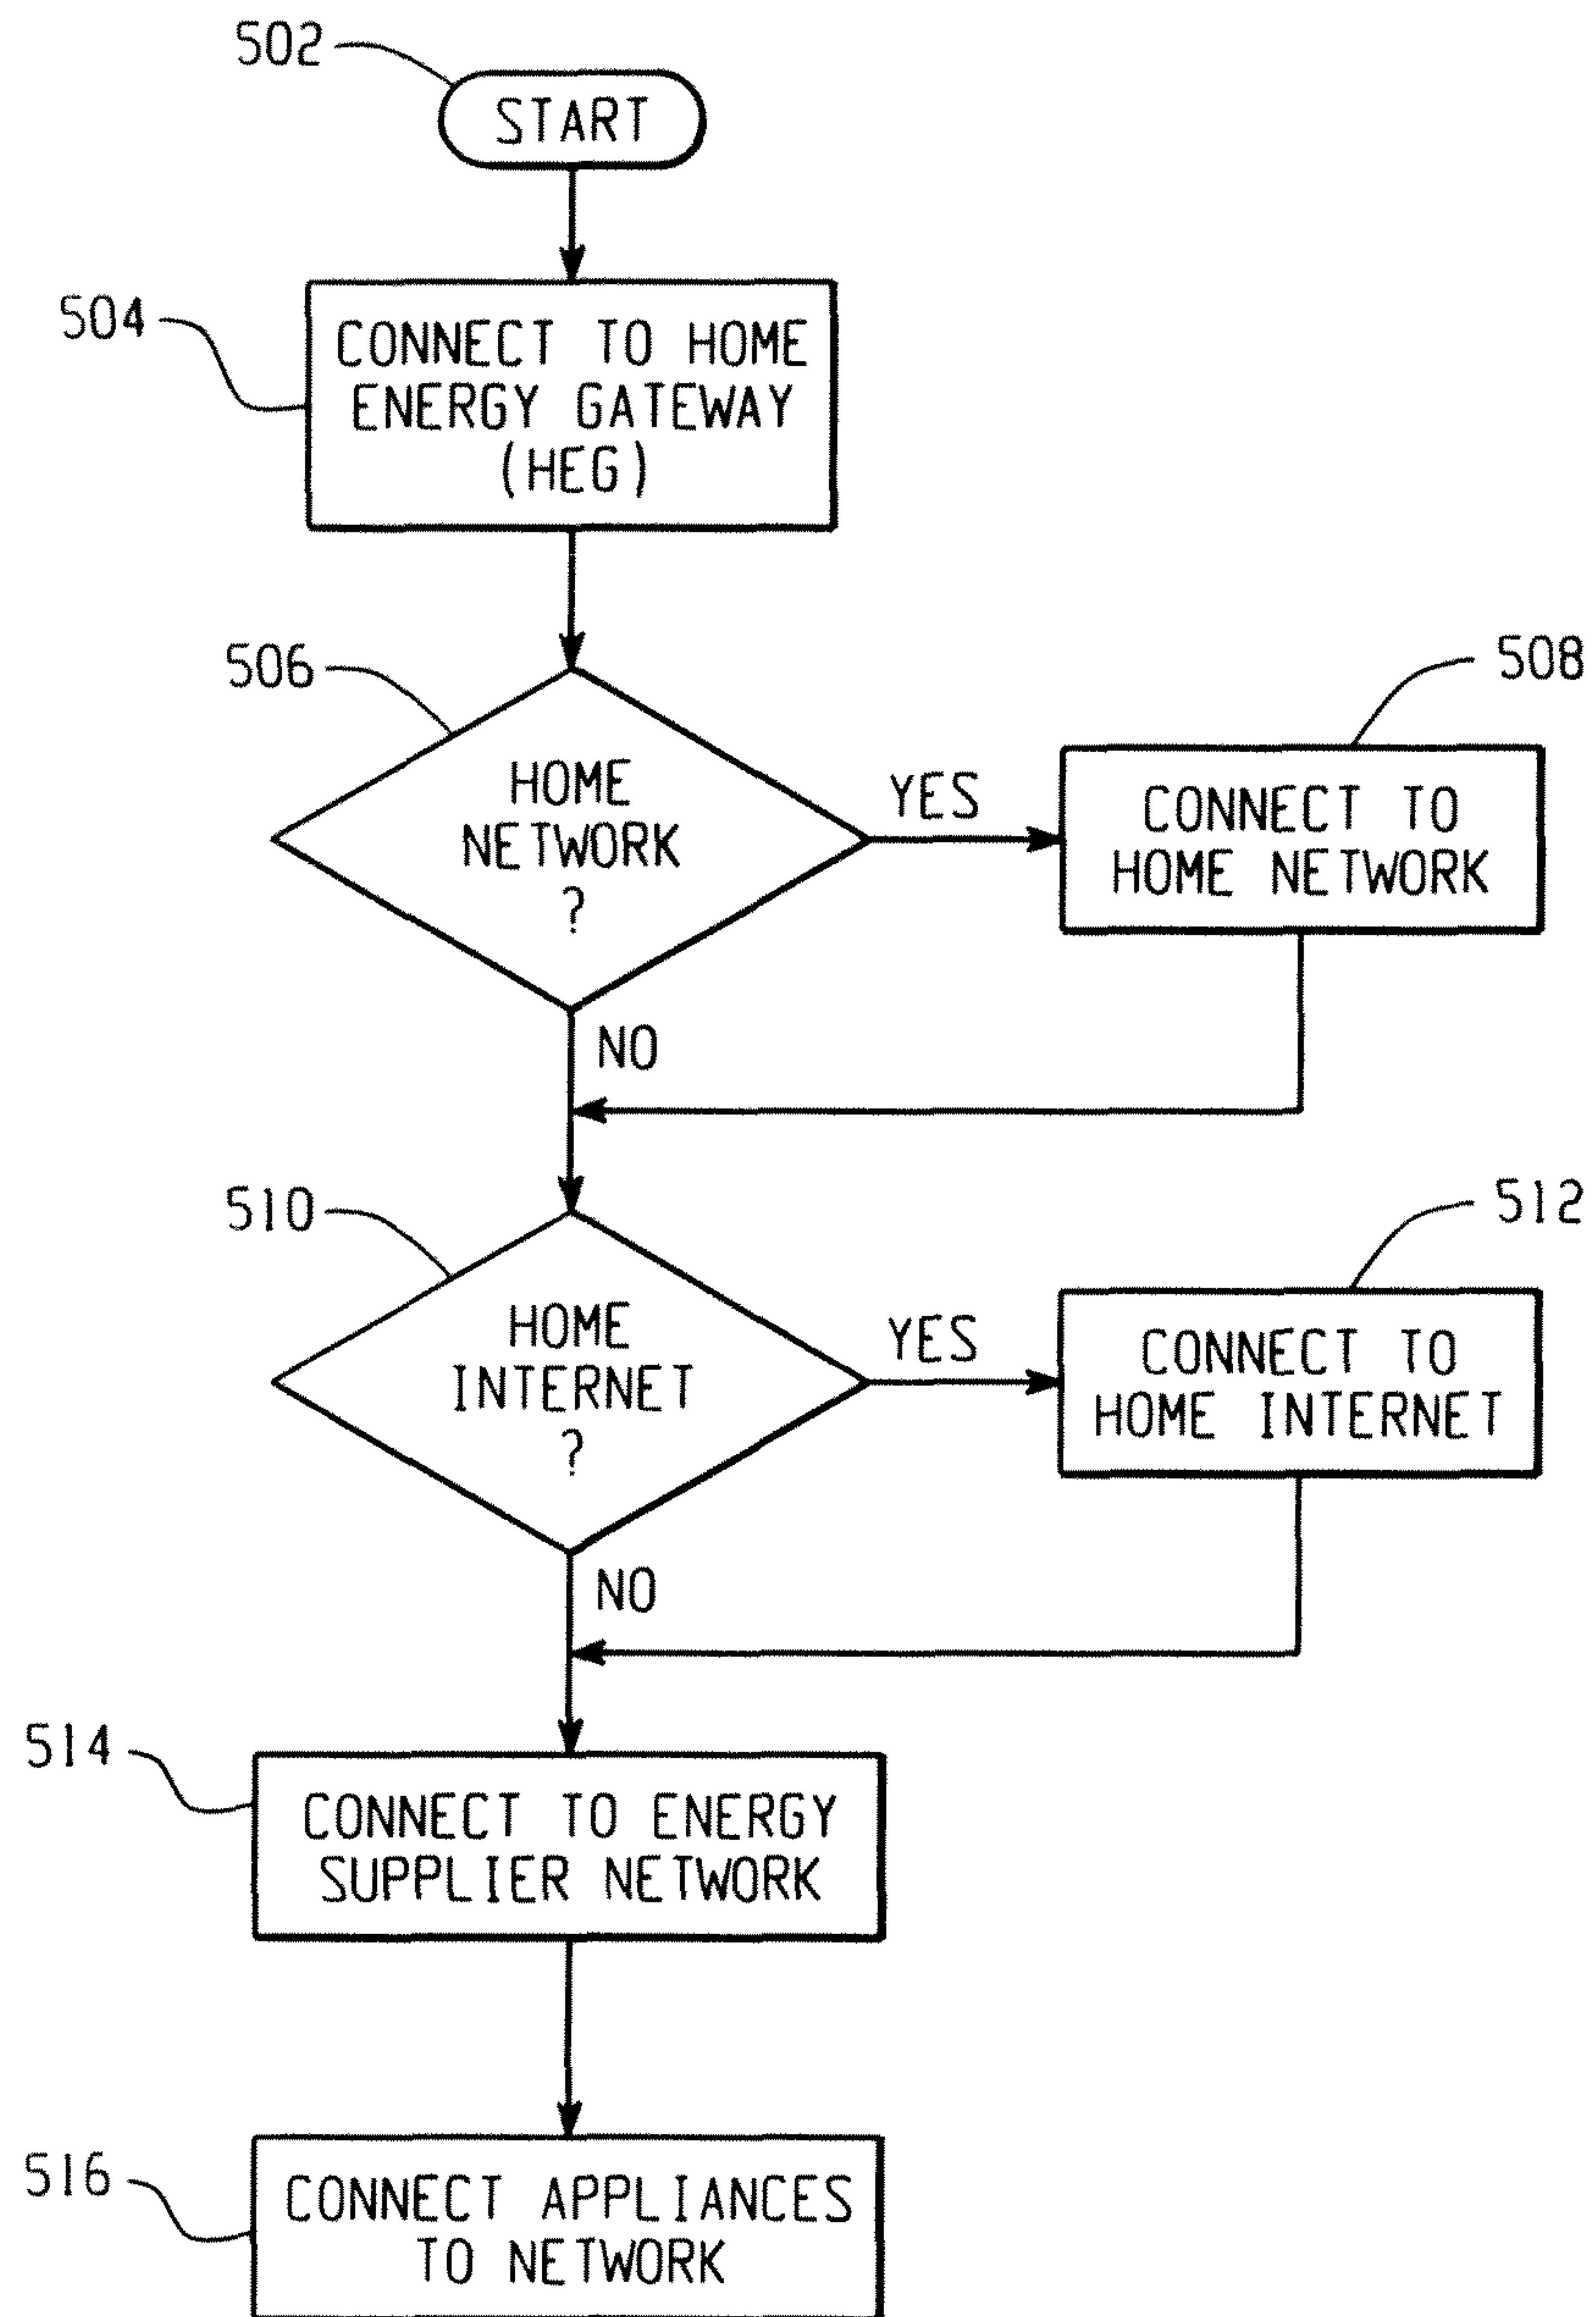 502
START
504
CONNECT TO HOME
ENERGY GATEWAY
(HEG)
506
HOME
NETWORK
?
YES
508
CONNECT TO
HOME NETWORK
NO
510
HOME
INTERNET
?
YES
512
CONNECT TO
HOME INTERNET
NO
514
CONNECT TO ENERGY
SUPPLIER NETWORK
516
CONNECT APPLIANCES
TO NETWORK